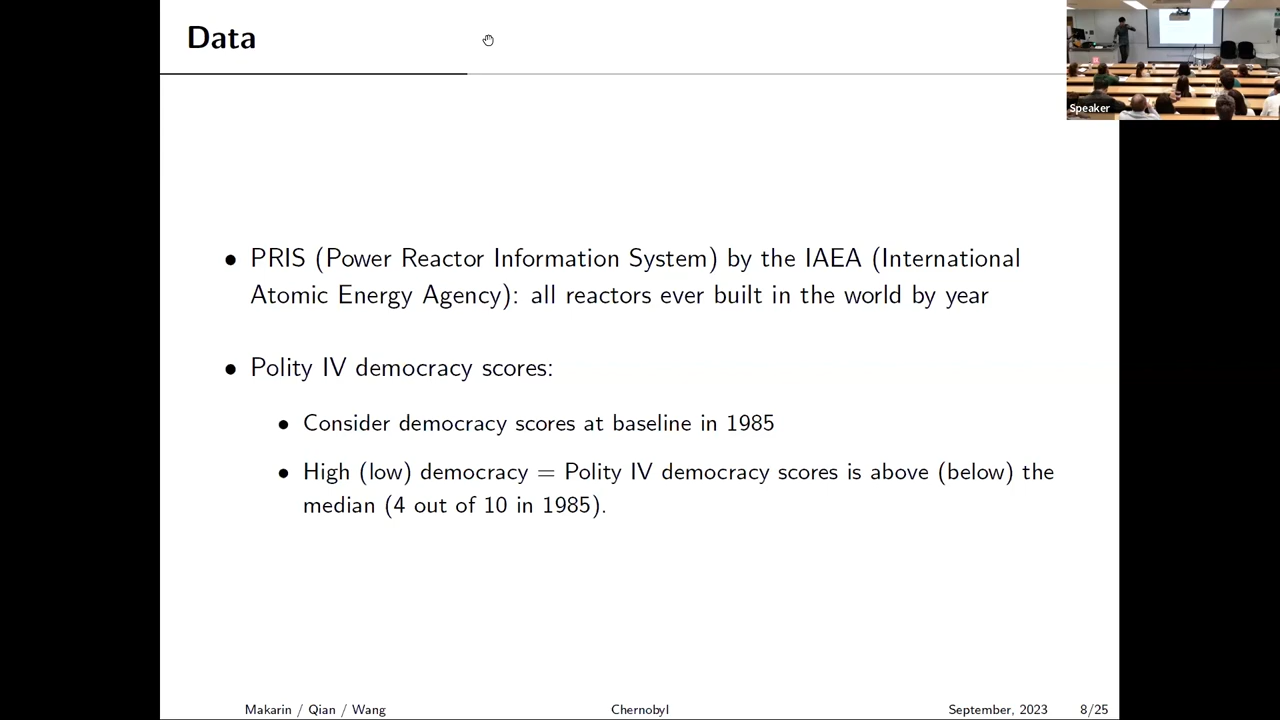 Data
Speaker
• PRIS (Power Reactor Information System) by the IAEA (International
Atomic Energy Agency): all reactors ever built in the world by year
• Polity IV democracy scores:
• Consider democracy scores at baseline in 1985
• High (low) democracy = Polity IV democracy scores is above (below) the
median (4 out of 10 in 1985).
Makarin / Qian / Wang
Chernobyl
September, 2023
8/25